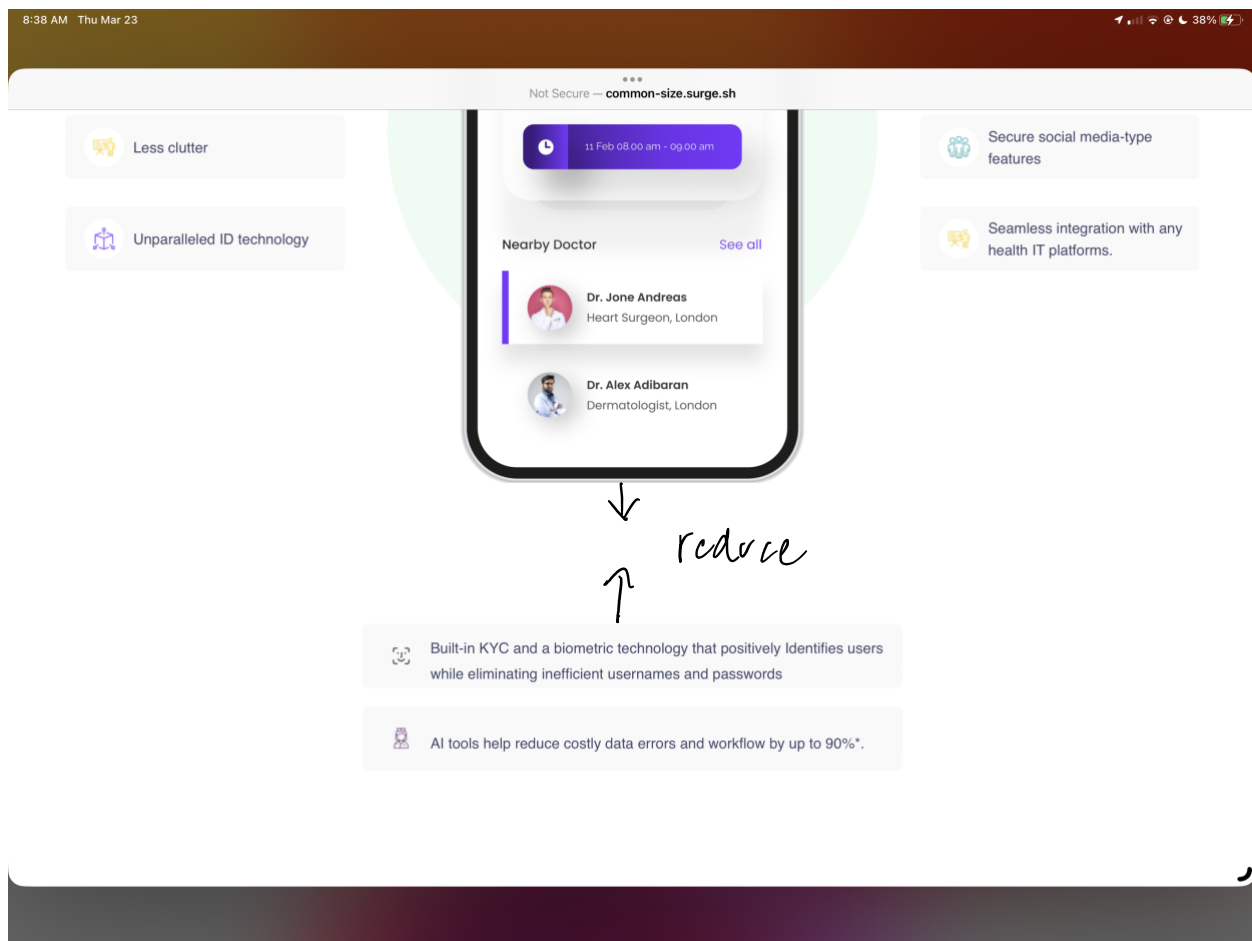 8:38 AM Thu Mar 23
38%
Not Secure — common-size.surge.sh
Less clutter
Unparalleled ID technology
11 Feb 08.00 am - 09.00 am
Nearby Doctor
See all
Dr. Jone Andreas
Heart Surgeon, London
Dr. Alex Adibaran
Dermatologist, London
Secure social media-type
features
Seamless integration with any
health IT platforms.
reduce
Built-in KYC and a biometric technology that positively Identifies users
while eliminating inefficient usernames and passwords
AI tools help reduce costly data errors and workflow by up to 90%*.